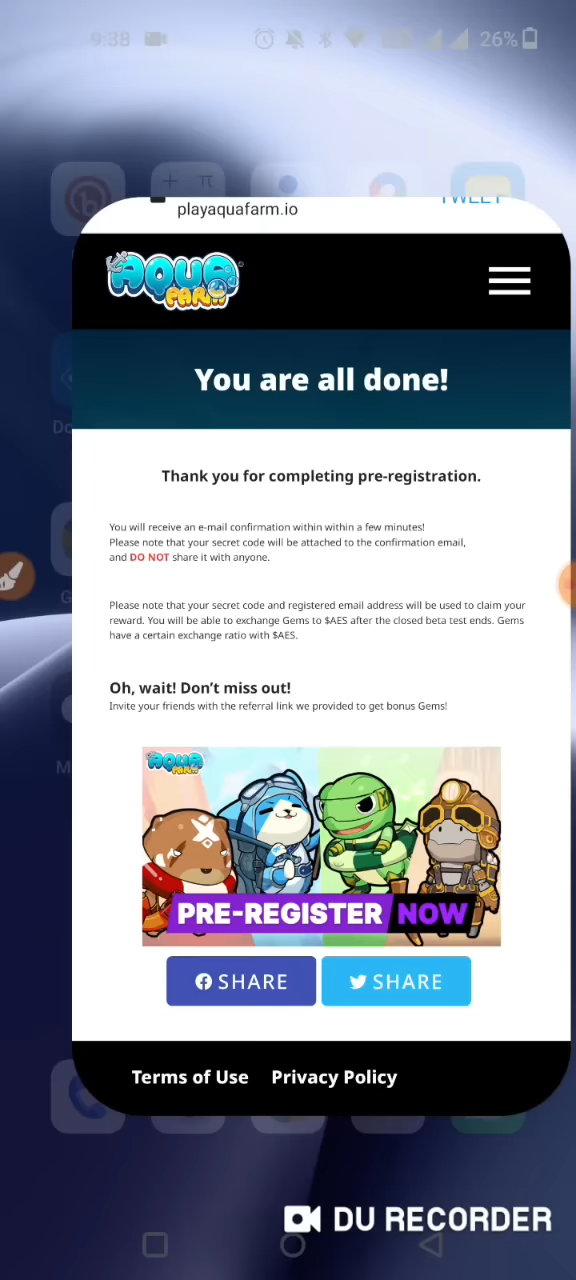 9:38
26%
playaquafarm.io
TWEET
AQUA
FARM
You are all done!
Thank you for completing pre-registration.
You will receive an e-mail confirmation within within a few minutes!
Please note that your secret code will be attached to the confirmation email,
and DO NOT share it with anyone.
Please note that your secret code and registered email address will be used to claim your
reward. You will be able to exchange Gems to $AES after the closed beta test ends. Gems
have a certain exchange ratio with $AES.
Oh, wait! Don’t miss out!
Invite your friends with the referral link we provided to get bonus Gems!
AQUA
FARM
PRE-REGISTER NOW
SHARE SHARE
Terms of Use Privacy Policy
DU RECORDER